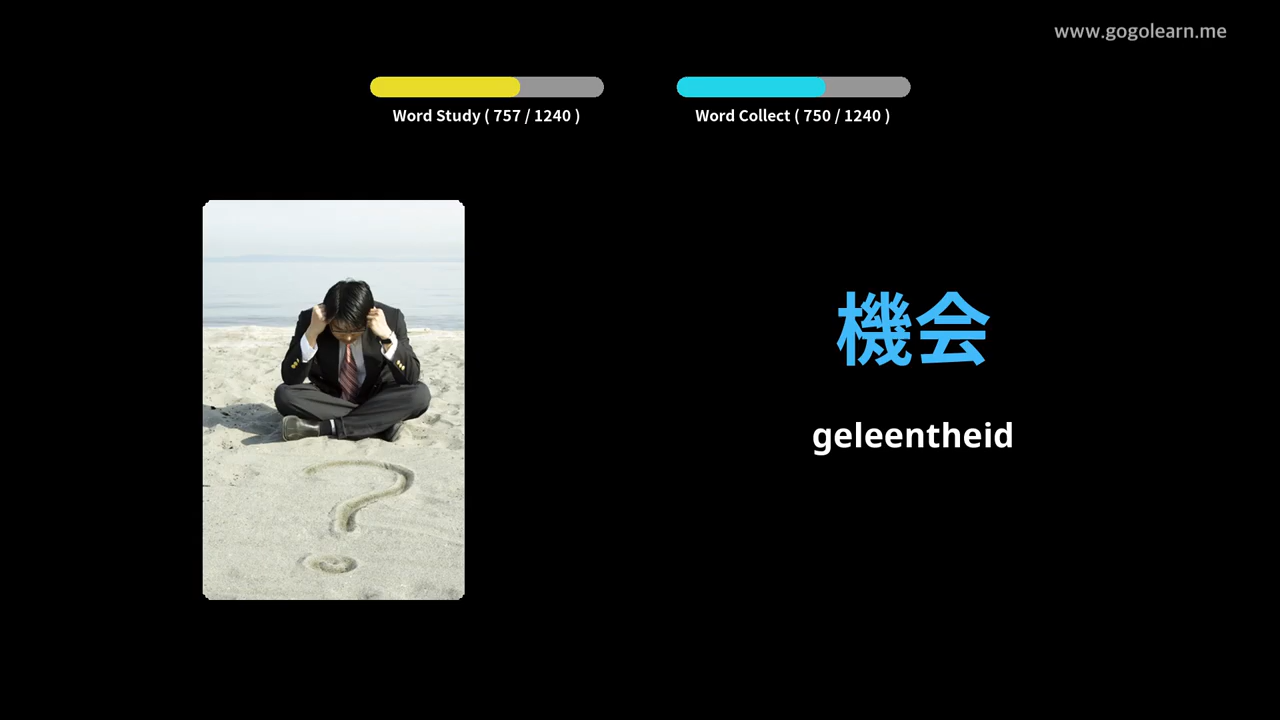 www.gogolearn.me
Word Study ( 757 / 1240 )
Word Collect ( 750 / 1240 )
機会
geleentheid
?